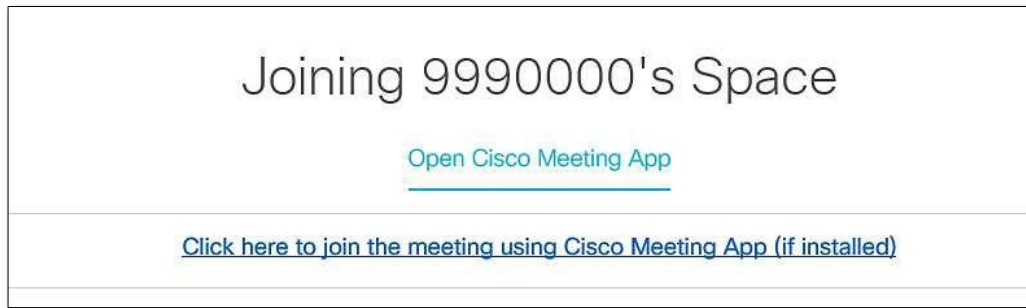 Joining 9990000's Space
Open Cisco Meeting App
Click here to join the meeting using Cisco Meeting App (if installed)